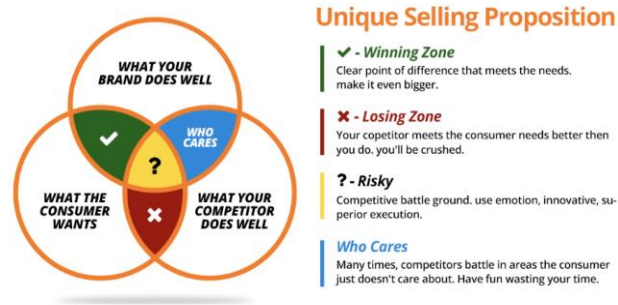 Unique Selling Proposition
WHAT YOUR
BRAND DOES WELL
✔
WHO
CARES
?
✖
WHAT THE
CONSUMER
WANTS
WHAT YOUR
COMPETITOR
DOES WELL
✔ - Winning Zone
Clear point of difference that meets the needs.
make it even bigger.
✖ - Losing Zone
Your copetitor meets the consumer needs better then
you do. you'll be crushed.
? - Risky
Competitive battle ground. use emotion, innovative, su-
perior execution.
Who Cares
Many times, competitors battle in areas the consumer
just doesn't care about. Have fun wasting your time.